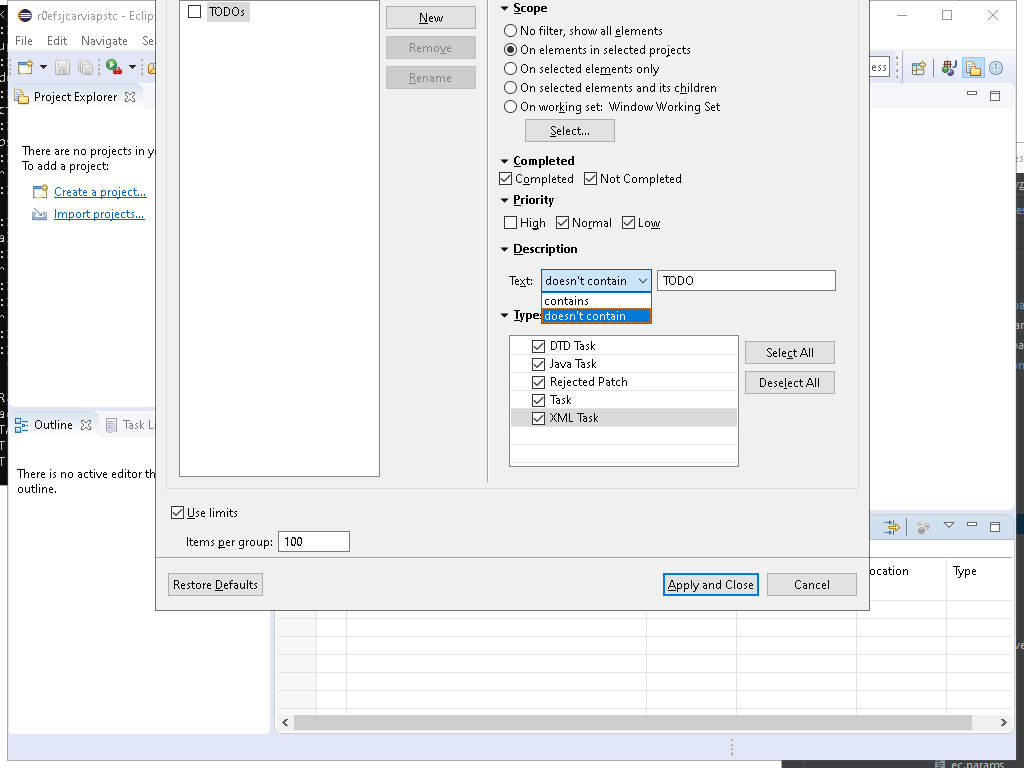 r0efsjcarviapstc - Eclip
File Edit Navigate Se
Project Explorer
There are no projects in y
To add a project:
Create a project...
Import projects...
Outline
Task Li
There is no active editor th
outline.
TODOs
New
Remove
Rename
Scope
No filter, show all elements
On elements in selected projects
On selected elements only
On selected elements and its children
On working set: Window Working Set
Select...
Completed
Completed Not Completed
Priority
High Normal Low
Description
Text: doesn't contain TODO
contains
doesn't contain
Type
DTD Task
Java Task
Rejected Patch
Task
XML Task
Select All
Deselect All
Use limits
Items per group: 100
Restore Defaults
Apply and Close
Cancel
ess
ocation
Type
ec.params